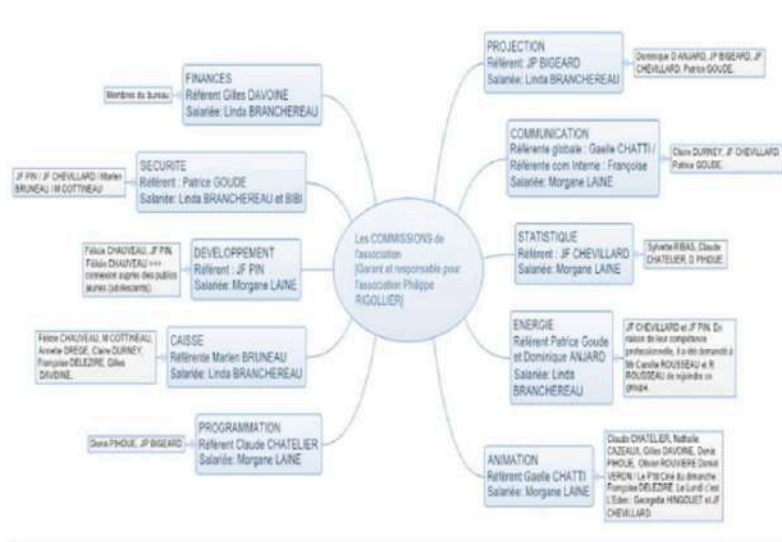 Les COMMISSIONS de
l'association
[Garant et responsable pour
l'association Philippe
RIGOLLIER]
FINANCES
Référent Gilles DAVOINE
Salariée: Linda BRANCHEREAU
Membres du bureau
SECURITE
Référent : Patrice GOUDE
Salariée: Linda BRANCHEREAU et BIBI
JF PIN / JF CHEVILLARD / Marien
BRUNEAU / M COTTINEAU
DEVELOPPEMENT
Référent : JF PIN
Salariée: Morgane LAINE
Félicie CHAUVEAU, JF PIN,
Félicie CHAUVEAU >>>
connexion auprès des publics
jeunes (adolescents).
CAISSE
Référente Marien BRUNEAU
Salariée: Linda BRANCHEREAU
Félicie CHAUVEAU, M COTTINEAU,
Annette DREGE, Claire DURNEY,
Françoise DELEZIRE, Gilles
DAVOINE,
PROGRAMMATION
Référent Claude CHATELIER
Salariée: Morgane LAINE
Denis PIHOUE, JP BIGEARD
PROJECTION
Référent: JP BIGEARD
Salariée: Linda BRANCHEREAU
Dominique D ANJARD, JP BIGEARD, JF
CHEVILLARD, Patrice GOUDE,
COMMUNICATION
Référente globale : Gaelle CHATTI /
Référente com Interne : Françoise
Salariée: Morgane LAINE
Claire DURNEY, JF CHEVILLARD
Patrice GOUDE,
STATISTIQUE
Référent : JF CHEVILLARD
Salariée: Morgane LAINE
Sylvette RIBAS, Claude
CHATELIER, D PIHOUE,
ENERGIE
Référent Patrice Goude
et Dominique ANJARD
Salariée: Linda
BRANCHEREAU
JF CHEVILLARD et JF PIN. En
raison de leur compétence
professionnelle, il a été demandé à
Camille ROUSSEAU et R
ROUSSEAU de rejoindre ce
groupe.
ANIMATION
Référent Gaelle CHATTI
Salariée: Morgane LAINE
Claude CHATELIER, Nathalie
CAZEAUX, Gilles DAVOINE, Denis
PIHOUE, Olivier ROUVIERE Daniel
VERON / Le P'tit Ciné du dimanche :
Françoise DELEZIRE. Le Lundi c'est
L'Eden : Georgette HINGOUET et JF
CHEVILLARD